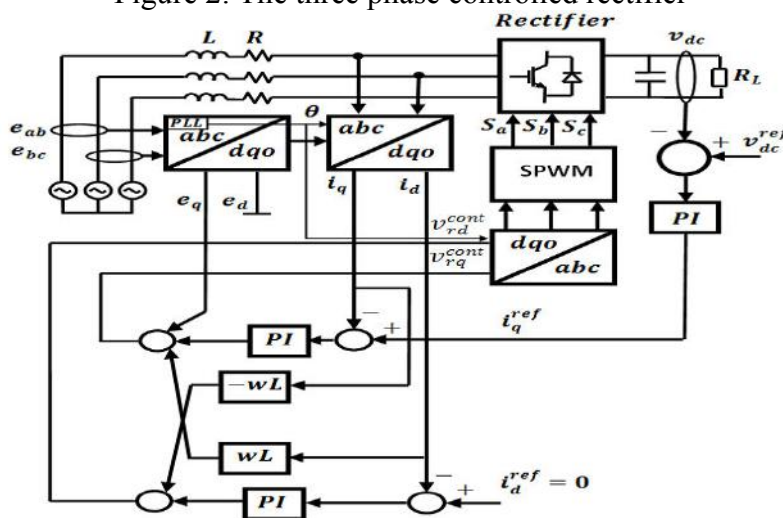 Figure 2. The three phase controlled rectifier
Rectifier
L R
v_dc
R_L
θ
PLL
abc
dqo
abc
dqo
e_ab
e_bc
S_a S_b S_c
SPWM
− +
v_dc^ref
PI
e_q e_d
i_q i_d
v_rd^cont
v_rq^cont
dqo
abc
i_q^ref
PI
− +
−wL
wL
PI
− +
i_d^ref = 0